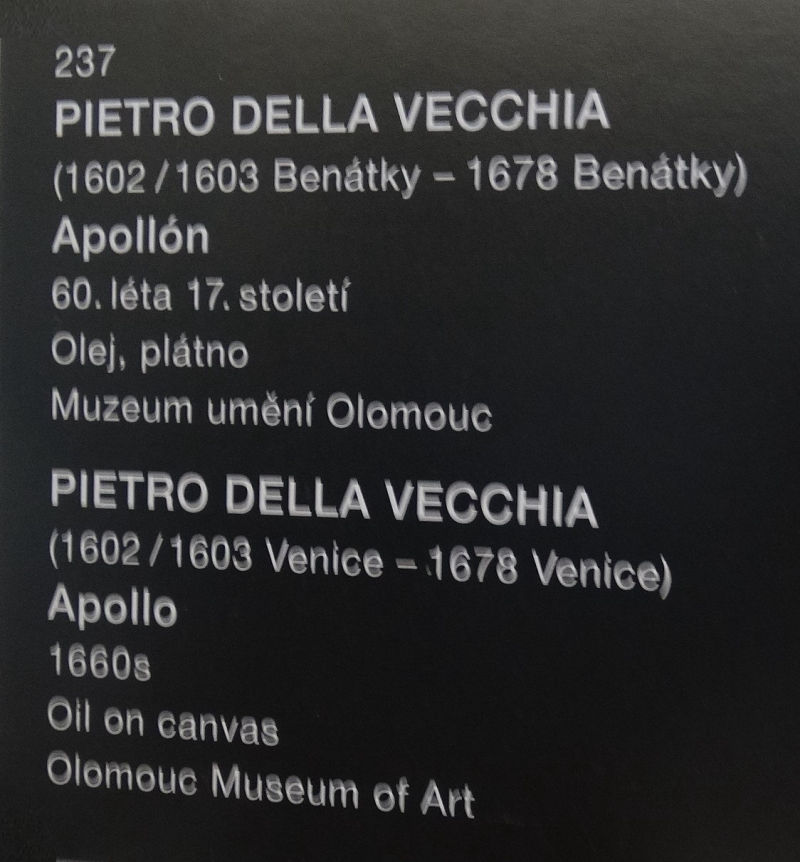 237
PIETRO DELLA VECCHIA
(1602 / 1603 Benátky – 1678 Benátky)
Apollón
60. léta 17. století
Olej, plátno
Muzeum umění Olomouc
PIETRO DELLA VECCHIA
(1602 / 1603 Venice – 1678 Venice)
Apollo
1660s
Oil on canvas
Olomouc Museum of Art